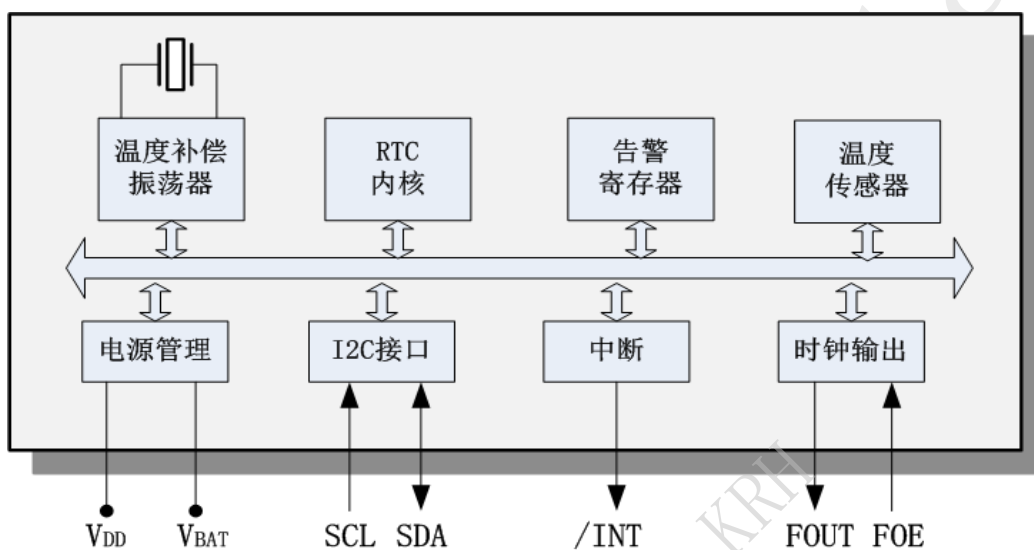 温度补偿
振荡器
RTC
内核
告警
寄存器
温度
传感器
电源管理
I2C接口
中断
时钟输出
VDD
VBAT
SCL
SDA
/INT
FOUT
FOE
KRH